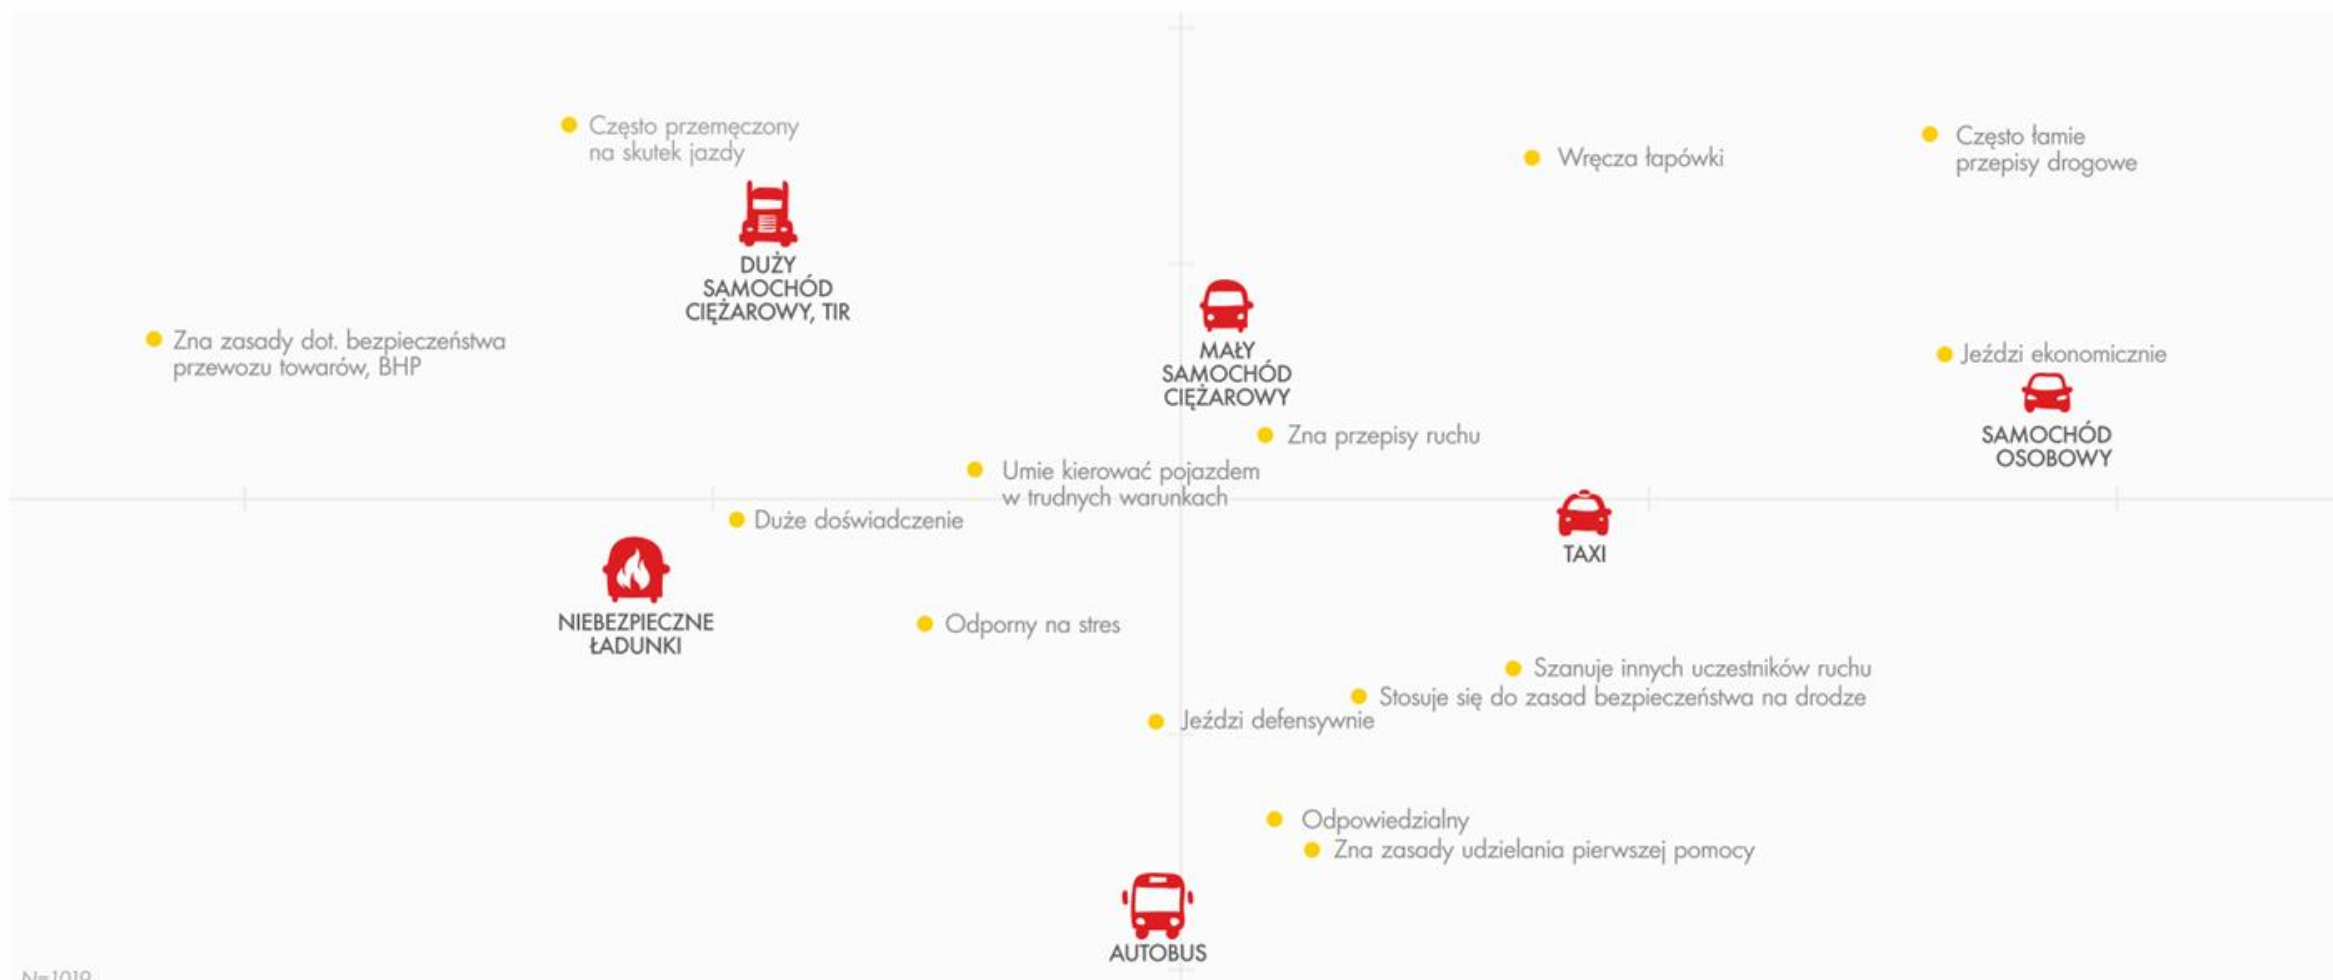 Często przemęczony
na skutek jazdy
Wręcza łapówki
Często łamie
przepisy drogowe
DUŻY
SAMOCHÓD
CIĘŻAROWY, TIR
Zna zasady dot. bezpieczeństwa
przewozu towarów, BHP
MAŁY
SAMOCHÓD
CIĘŻAROWY
Jeździ ekonomicznie
SAMOCHÓD
OSOBOWY
Zna przepisy ruchu
Umie kierować pojazdem
w trudnych warunkach
Duże doświadczenie
TAXI
NIEBEZPIECZNE
ŁADUNKI
Odporny na stres
Szanuje innych uczestników ruchu
Stosuje się do zasad bezpieczeństwa na drodze
Jeździ defensywnie
Odpowiedzialny
Zna zasady udzielania pierwszej pomocy
AUTOBUS
N=1019